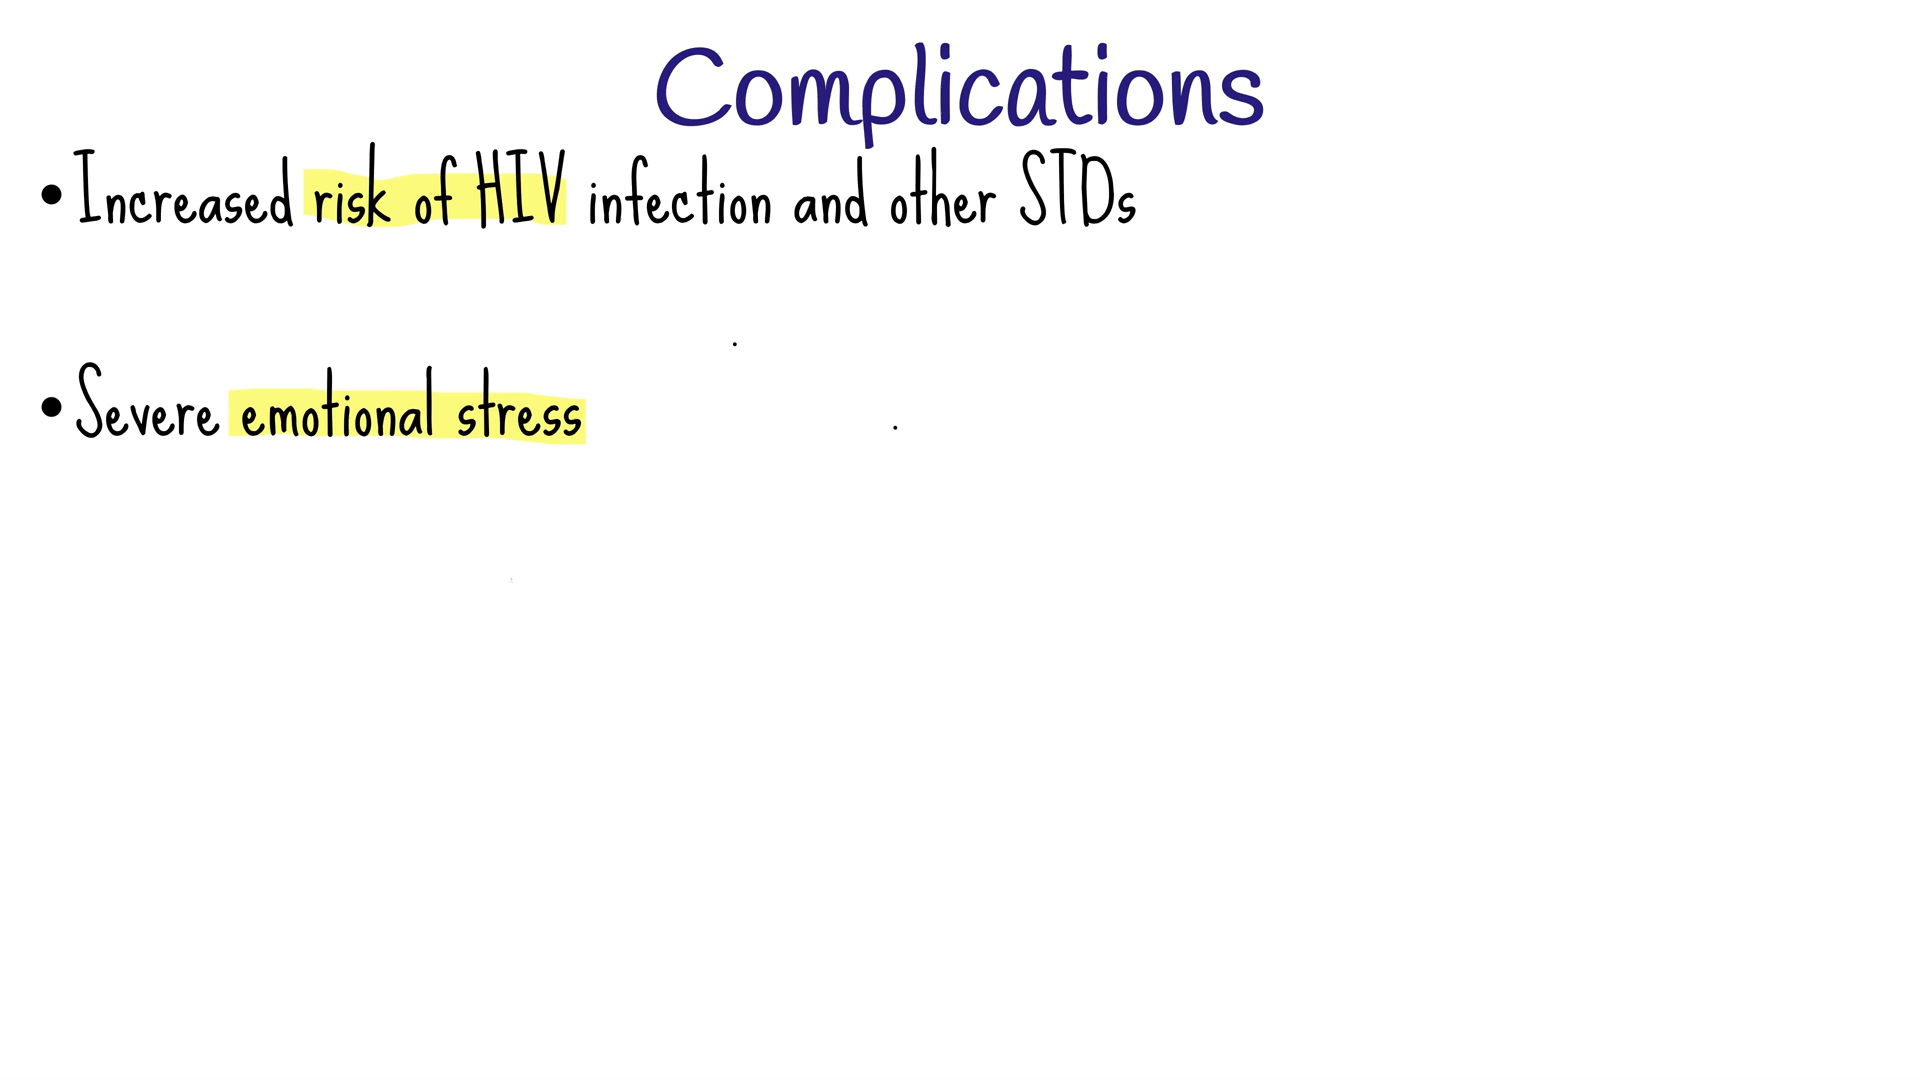 Complications
• Increased risk of HIV infection and other STDs
• Severe emotional stress